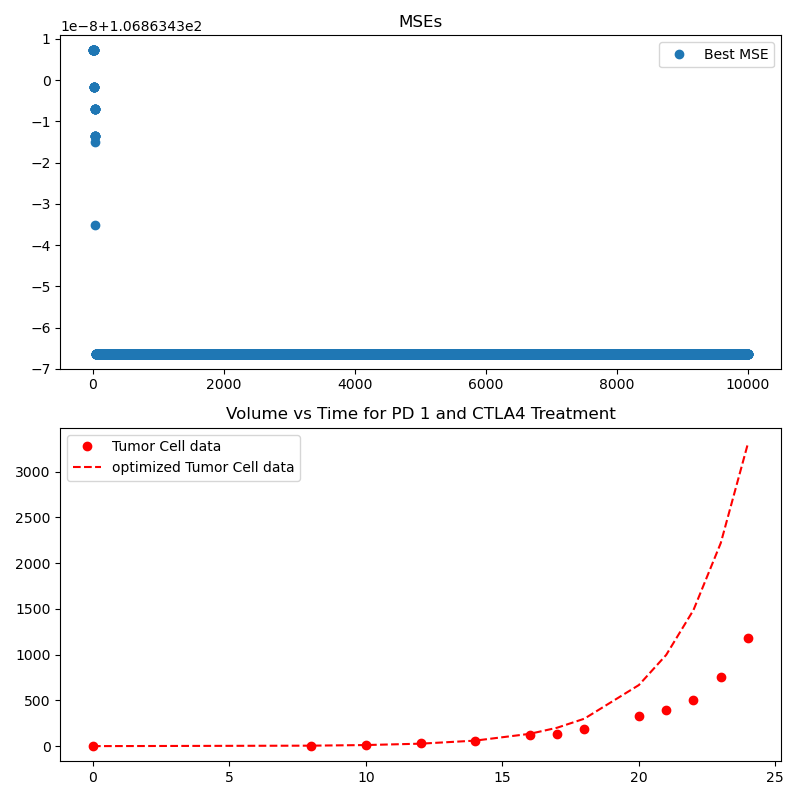 MSEs
1e−8+1.0686343e2
Best MSE
1
0
−1
−2
−3
−4
−5
−6
−7
0 2000 4000 6000 8000 10000
Volume vs Time for PD 1 and CTLA4 Treatment
Tumor Cell data
optimized Tumor Cell data
3000
2500
2000
1500
1000
500
0
0 5 10 15 20 25